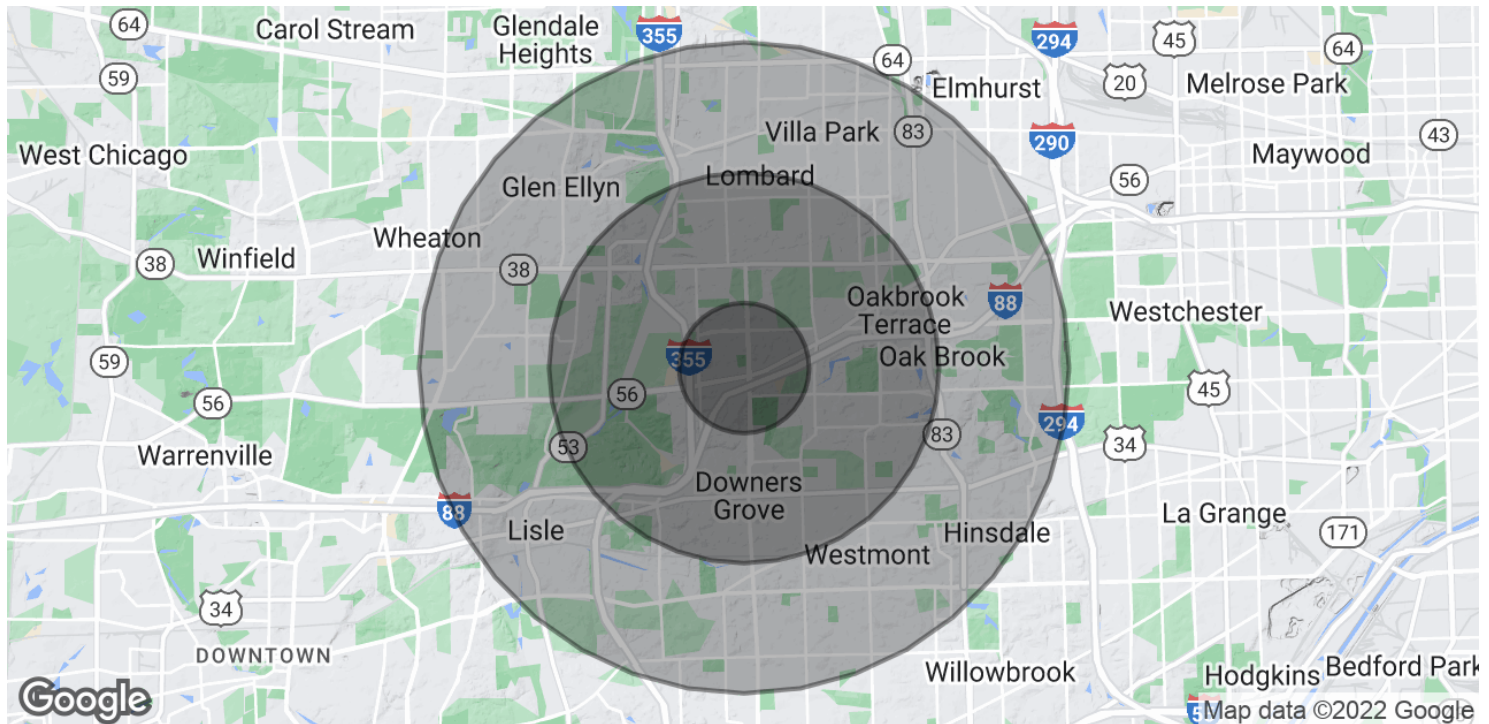 64
Carol Stream
Glendale
Heights
355
294
45
64
59
64
Elmhurst
20
Melrose Park
Villa Park
83
290
43
West Chicago
Maywood
Lombard
56
Glen Ellyn
Wheaton
38
Winfield
38
Oakbrook
Terrace
88
Westchester
59
355
Oak Brook
56
56
45
53
83
294
34
Warrenville
Downers
Grove
88
Lisle
Hinsdale
La Grange
171
Westmont
34
DOWNTOWN
Willowbrook
Hodgkins
Bedford Park
Google
Map data ©2022 Google